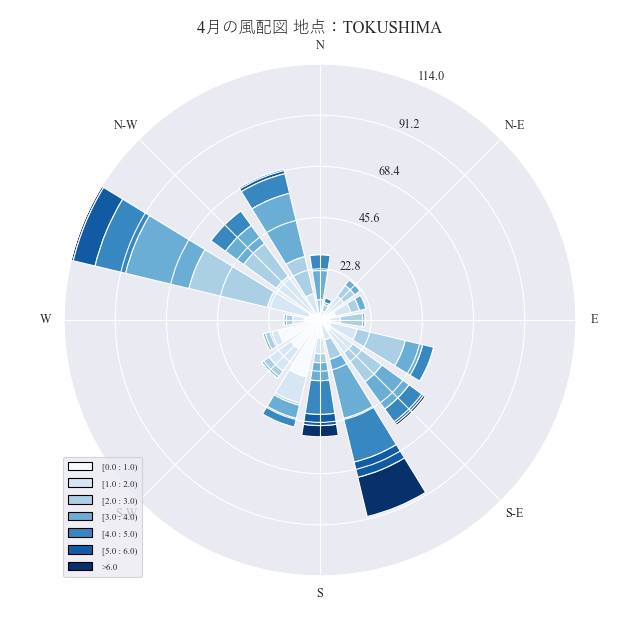 4月の風配図 地点：TOKUSHIMA
N
114.0
N-W
91.2
N-E
68.4
45.6
22.8
W
E
[0.0 : 1.0)
[1.0 : 2.0)
[2.0 : 3.0)
[3.0 : 4.0)
[4.0 : 5.0)
[5.0 : 6.0)
>6.0
S-W
S-E
S